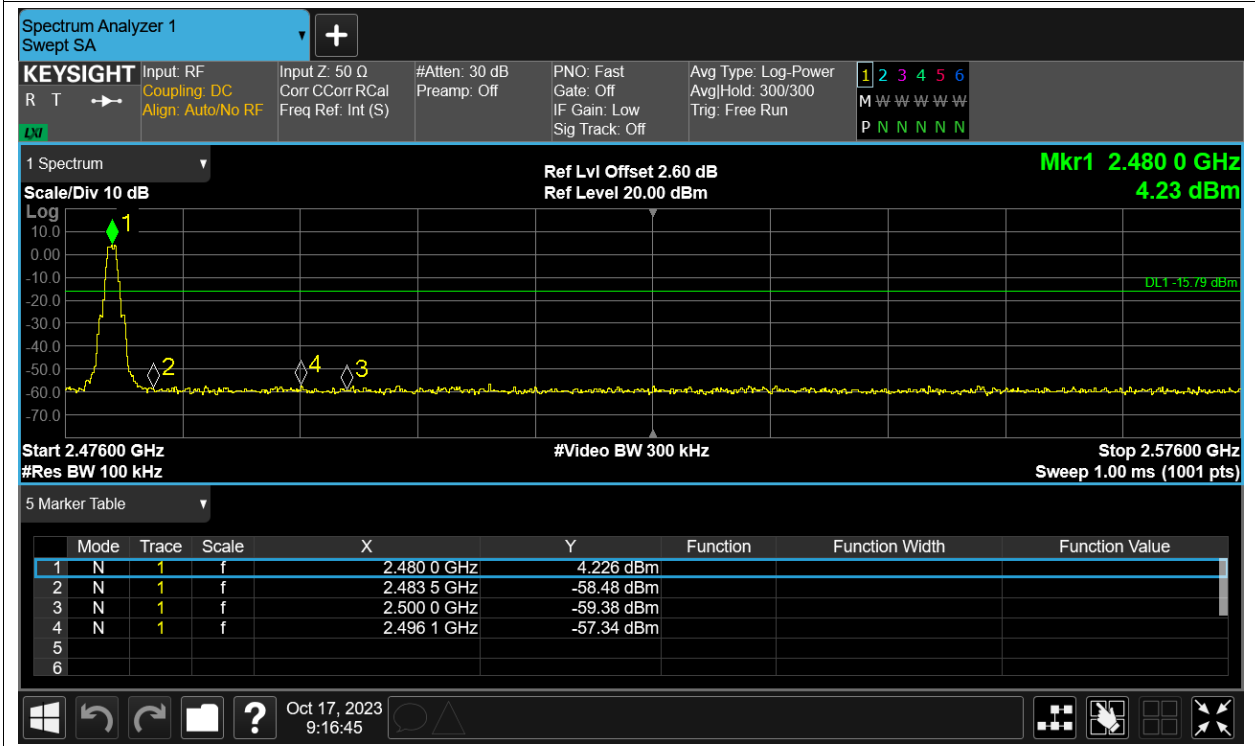 Spectrum Analyzer 1
Swept SA
KEYSIGHT
R T
LXI
Input: RF
Coupling: DC
Align: Auto/No RF
Input Z: 50 Ω
Corr CCorr RCal
Freq Ref: Int (S)
#Atten: 30 dB
Preamp: Off
PNO: Fast
Gate: Off
IF Gain: Low
Sig Track: Off
Avg Type: Log-Power
Avg|Hold: 300/300
Trig: Free Run
1 2 3 4 5 6
M W W W W W
P N N N N N
1 Spectrum
Scale/Div 10 dB
Ref Lvl Offset 2.60 dB
Ref Level 20.00 dBm
Mkr1 2.480 0 GHz
4.23 dBm
Log
10.0
0.00
-10.0
-20.0
-30.0
-40.0
-50.0
-60.0
-70.0
1
2
4
3
DL1 -15.79 dBm
Start 2.47600 GHz
#Video BW 300 kHz
Stop 2.57600 GHz
#Res BW 100 kHz
Sweep 1.00 ms (1001 pts)
5 Marker Table
Mode Trace Scale X Y Function Function Width Function Value
1 N 1 f 2.480 0 GHz 4.226 dBm
2 N 1 f 2.483 5 GHz -58.48 dBm
3 N 1 f 2.500 0 GHz -59.38 dBm
4 N 1 f 2.496 1 GHz -57.34 dBm
5
6
?
Oct 17, 2023
9:16:45